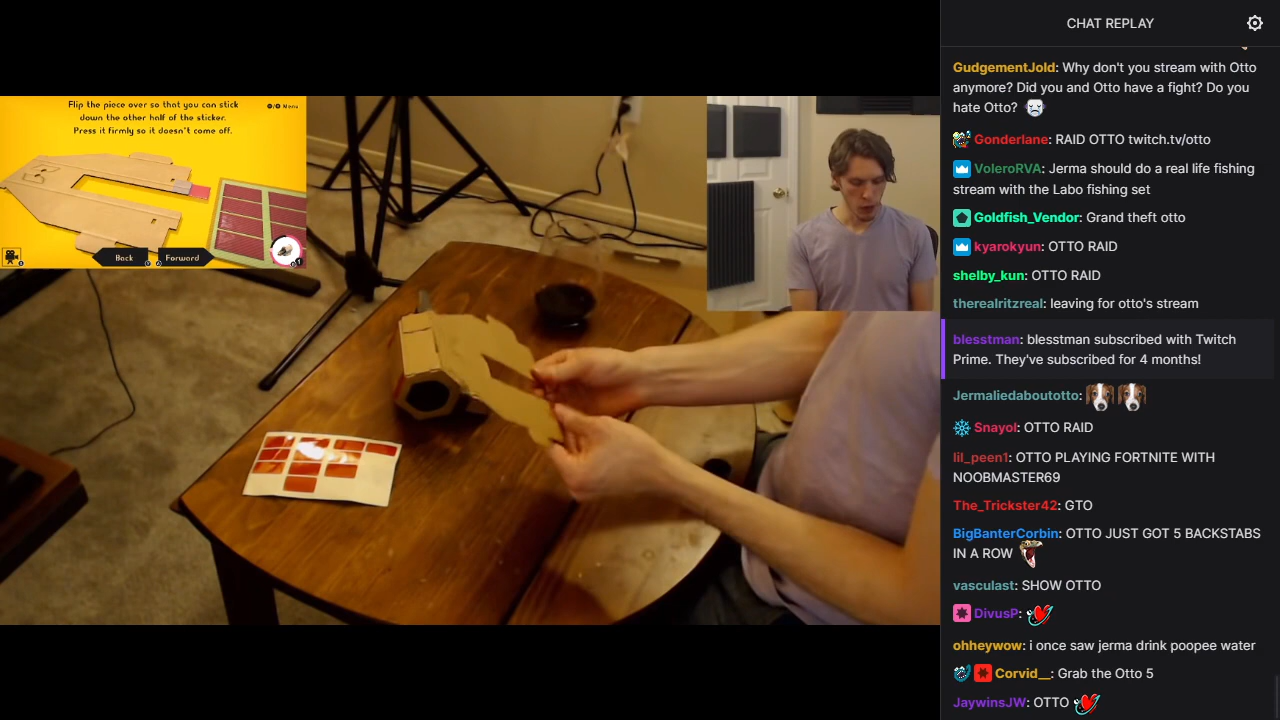 Flip the piece over so that you can stick
down the other half of the sticker.
Press it firmly so it doesn't come off.
Menu
Back
Forward
CHAT REPLAY
GudgementJold: Why don't you stream with Otto
anymore? Did you and Otto have a fight? Do you
hate Otto?
Gonderlane: RAID OTTO twitch.tv/otto
VoleroRVA: Jerma should do a real life fishing
stream with the Labo fishing set
Goldfish_Vendor: Grand theft otto
kyarokyun: OTTO RAID
shelby_kun: OTTO RAID
therealritzreal: leaving for otto's stream
blesstman: blesstman subscribed with Twitch
Prime. They've subscribed for 4 months!
Jermaliedaboutotto:
Snayol: OTTO RAID
lil_peen1: OTTO PLAYING FORTNITE WITH
NOOBMASTER69
The_Trickster42: GTO
BigBanterCorbin: OTTO JUST GOT 5 BACKSTABS
IN A ROW
vasculast: SHOW OTTO
DivusP:
ohheywow: i once saw jerma drink poopee water
Corvid__: Grab the Otto 5
JaywinsJW: OTTO